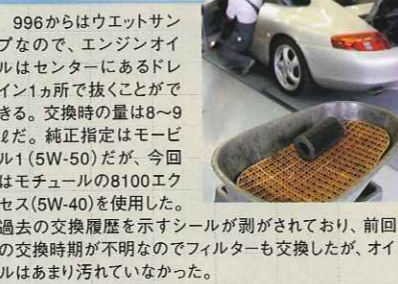 996からはウエットサン
プなので、エンジンオイ
ルはセンターにあるドレ
イン1ヵ所で抜くことがで
きる。交換時の量は8〜9
ℓだ。純正指定はモービ
ル1(5W-50)だが、今回
はモチュールの8100エク
セス(5W-40)を使用した。
過去の交換履歴を示すシールが剥がされており、前回
の交換時期が不明なのでフィルターも交換したが、オイ
ルはあまり汚れていなかった。